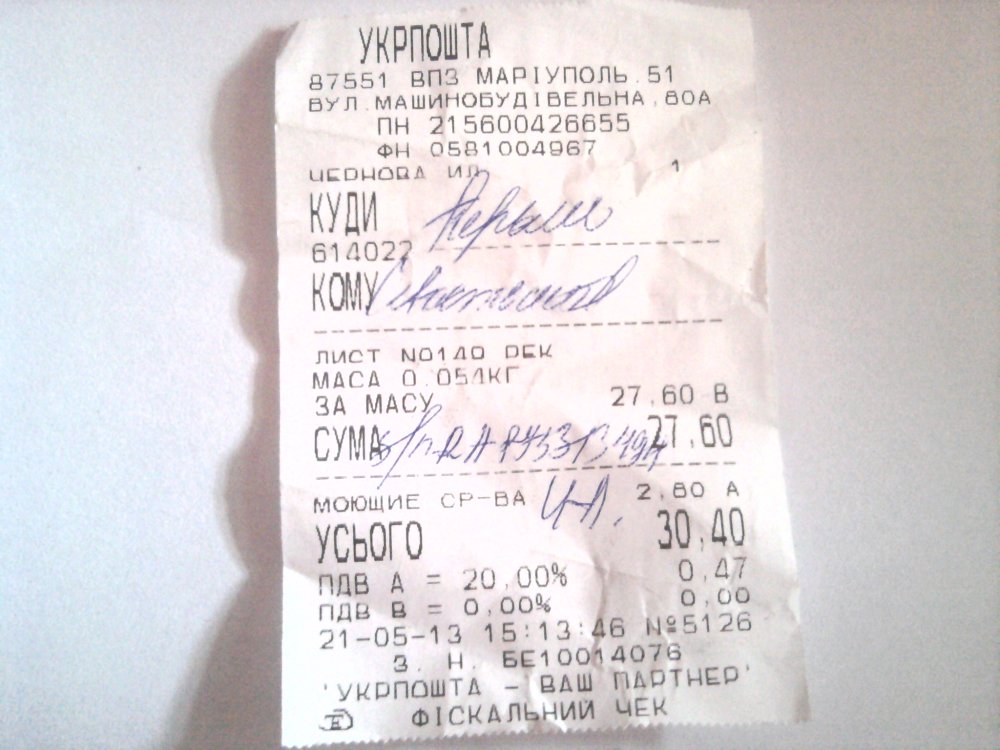 УКРПОШТА
87551 ВПЗ МАРІУПОЛЬ.51
ВУЛ.МАШИНОБУДІВЕЛЬНА,80А
ПН 215600426655
ФН 0581004967
ЧЕРНОВА 1
КУДИ
614022
КОМУ
ЛИСТ N0140 РЕК
МАСА 0.054КГ
ЗА МАСУ 27,60 В
СУМА 27,60
МОЮЩИЕ СР-ВА 2,80 А
УСЬОГО 30,40
ПДВ А = 20,00% 0,47
ПДВ В = 0,00% 0,00
21-05-13 15:13:46 №5126
З. Н. БЕ10014076
'УКРПОШТА - ВАШ ПАРТНЕР'
ФІСКАЛЬНИЙ ЧЕК